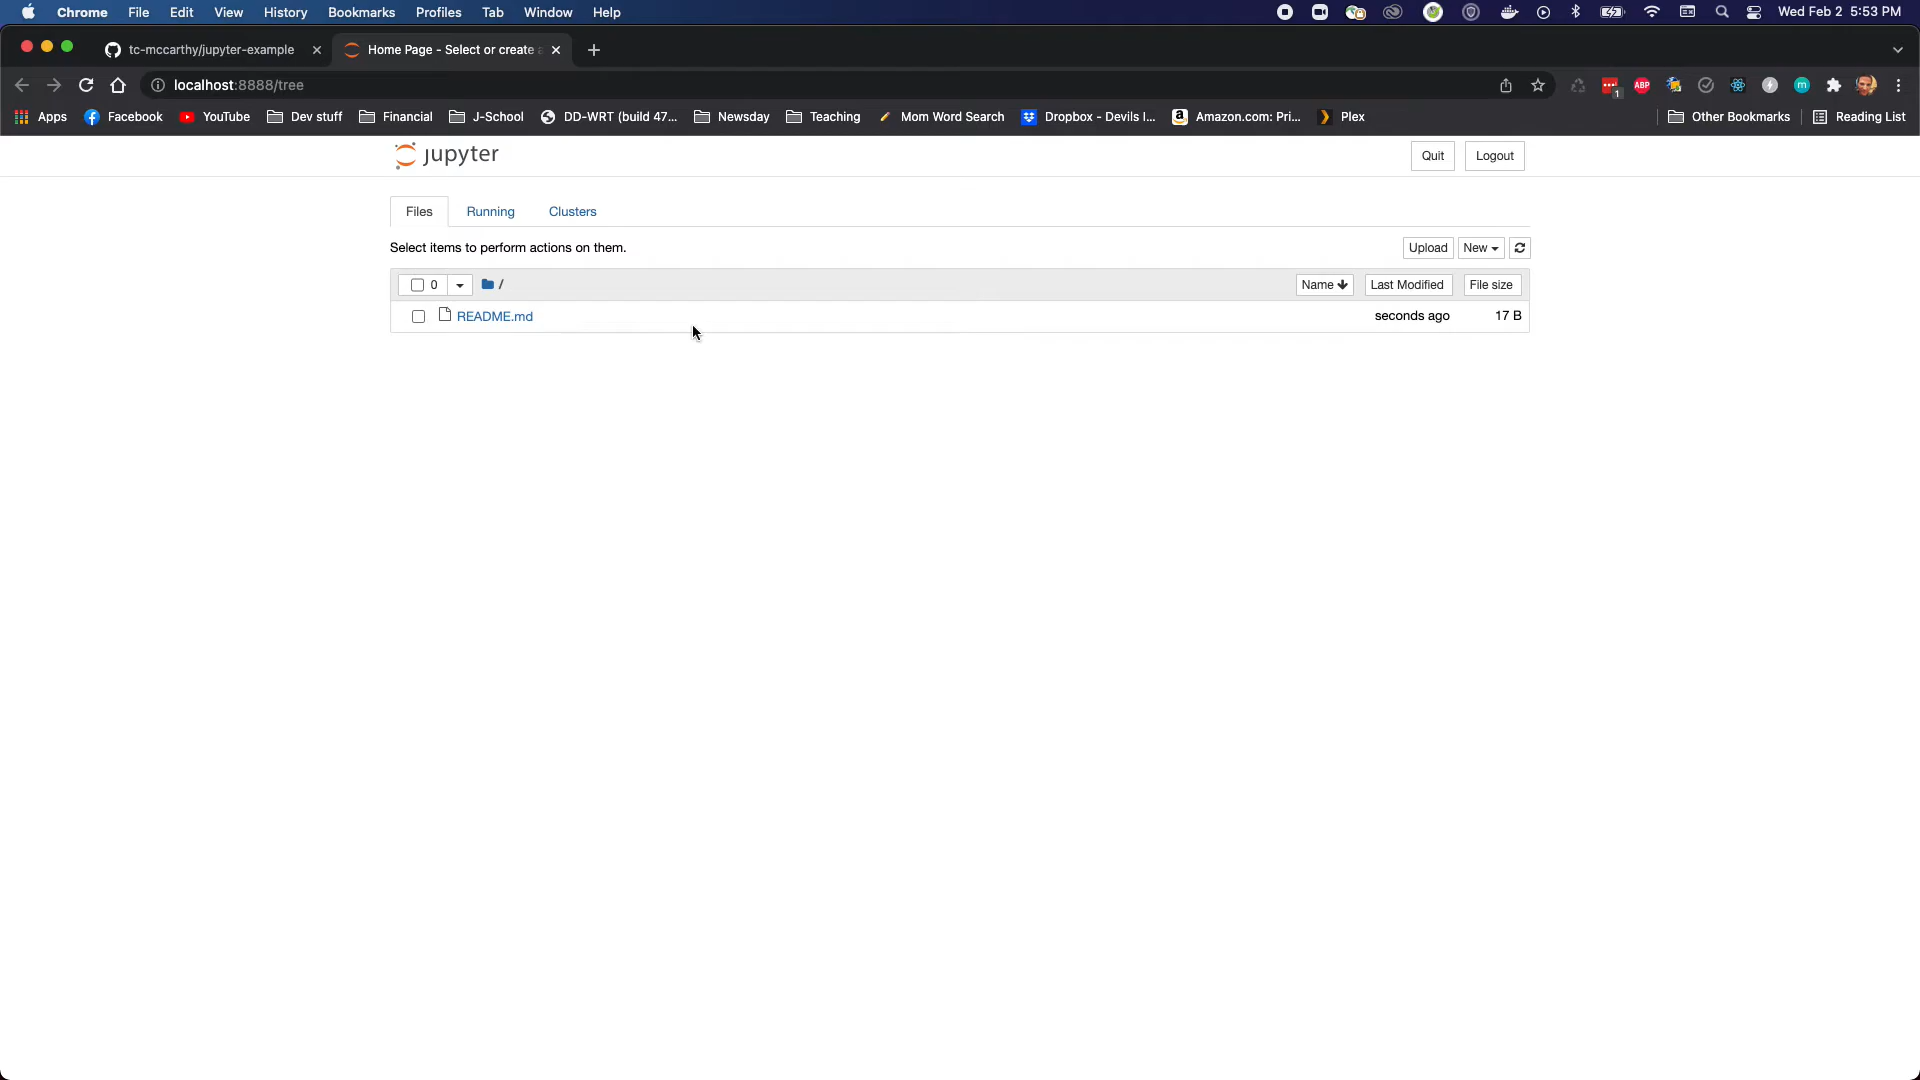 Chrome File Edit View History Bookmarks Profiles Tab Window Help Wed Feb 2 5:53 PM
tc-mccarthy/jupyter-example Home Page - Select or create a
localhost:8888/tree 1 ABP m
Apps Facebook YouTube Dev stuff Financial J-School DD-WRT (build 47... Newsday Teaching Mom Word Search Dropbox - Devils I... Amazon.com: Pri... Plex Other Bookmarks Reading List
jupyter Quit Logout
Files Running Clusters
Select items to perform actions on them. Upload New
0 / Name Last Modified File size
README.md seconds ago 17 B